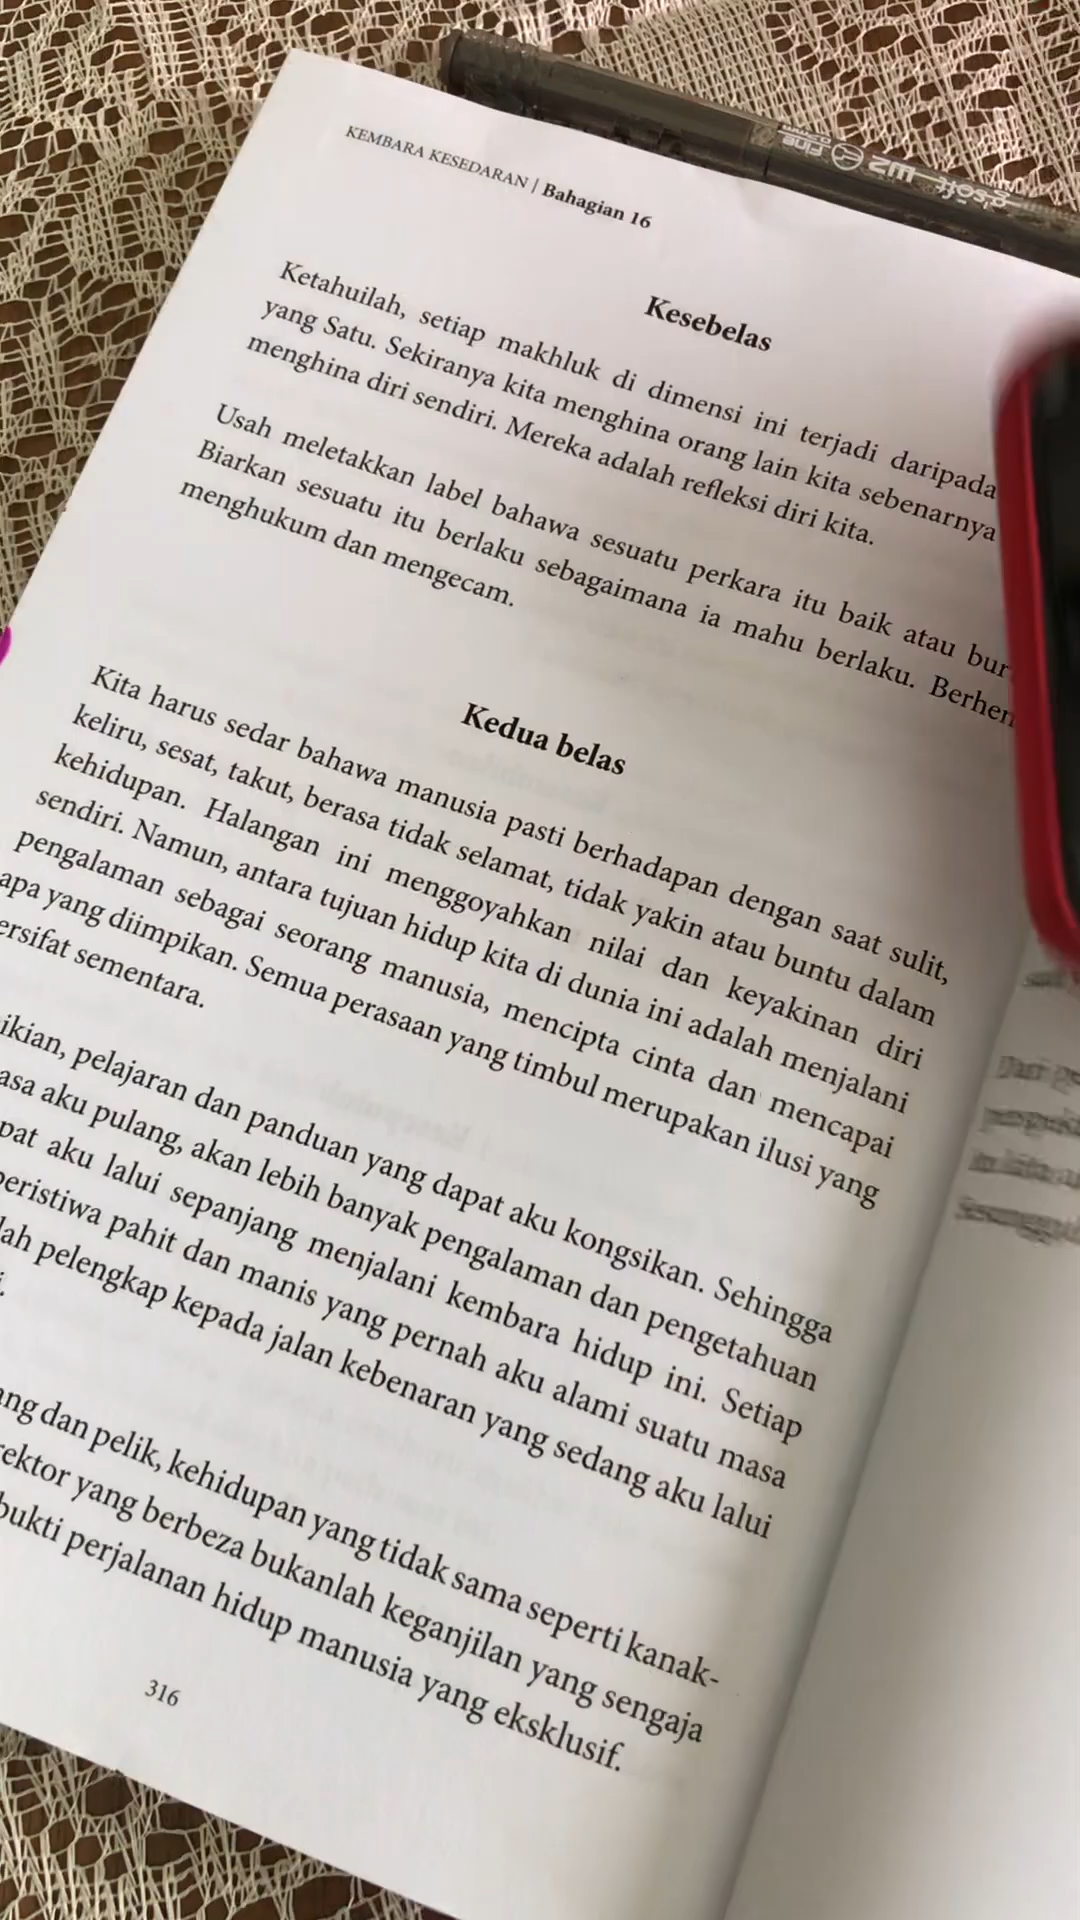 KEMBARA KESEDARAN | Bahagian 16
Kesebelas
Ketahuilah, setiap makhluk di dimensi ini terjadi daripada
yang Satu. Sekiranya kita menghina orang lain kita sebenarnya
menghina diri sendiri. Mereka adalah refleksi diri kita.
Usah meletakkan label bahawa sesuatu perkara itu baik atau
Biarkan sesuatu itu berlaku sebagaimana ia mahu berlaku.
menghukum dan mengecam.
Kedua belas
Kita harus sedar bahawa manusia pasti berhadapan dengan saat sulit,
keliru, sesat, takut, berasa tidak selamat, tidak yakin atau buntu dalam
kehidupan. Halangan ini menggoyahkan nilai dan keyakinan diri
sendiri. Namun, antara tujuan hidup kita di dunia ini adalah menjalani
pengalaman sebagai seorang manusia, mencipta cinta dan mencapai
apa yang diimpikan. Semua perasaan yang timbul merupakan ilusi yang
ersifat sementara.
ikian, pelajaran dan panduan yang dapat aku kongsikan. Sehingga
asa aku pulang, akan lebih banyak pengalaman dan pengetahuan
pat aku lalui sepanjang menjalani kembara hidup ini. Setiap
peristiwa pahit dan manis yang pernah aku alami suatu masa
lah pelengkap kepada jalan kebenaran yang sedang aku lalui
i.
ang dan pelik, kehidupan yang tidak sama seperti kanak-
ektor yang berbeza bukanlah keganjilan yang sengaja
bukti perjalanan hidup manusia yang eksklusif.
316
g'soft
W2
Fine